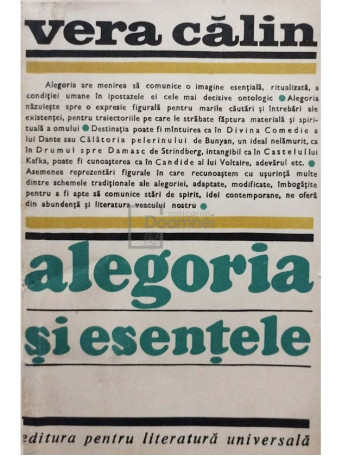 vera călin
Alegoria are menirea să comunice o imagine esențială, ritualizată, a
condiției umane în ipostazele ei cele mai decisive ontologic ● Alegoria
năzuiește spre o expresie figurală pentru marile căutări și întrebări ale
existenței, pentru traiectoriile pe care le străbate făptura materială și spiri-
tuală a omului ● Destinația poate fi mîntuirea ca în Divina Comedie a
lui Dante sau Călătoria pelerinului de Bunyan, un ideal nelămurit, ca
în Drumul spre Damasc de Strindberg, intangibil ca în Castelul lui
Kafka, poate fi cunoașterea ca în Candide al lui Voltaire, adevărul etc. ●
Asemenea reprezentări figurale în care recunoaștem cu ușurință multe
dintre schemele tradiționale ale alegoriei, adaptate, modificate, îmbogățite
pentru a fi apte să comunice stări de spirit, idei contemporane, ne oferă
din abundență și literatura veacului nostru ●
alegoria
și esențele
editura pentru literatură universală